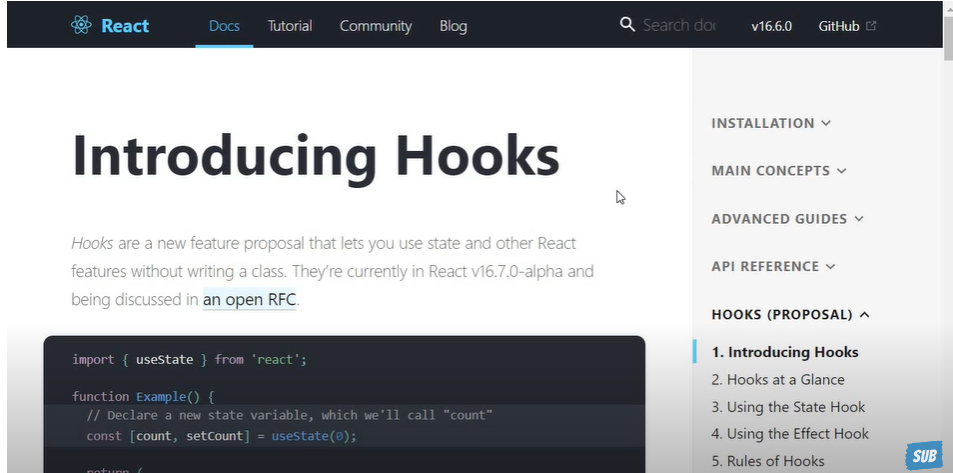 React Docs Tutorial Community Blog Search doc v16.6.0 GitHub
Introducing Hooks
Hooks are a new feature proposal that lets you use state and other React
features without writing a class. They're currently in React v16.7.0-alpha and
being discussed in an open RFC.
import { useState } from 'react';
function Example() {
// Declare a new state variable, which we'll call "count"
const [count, setCount] = useState(0);
return (
INSTALLATION
MAIN CONCEPTS
ADVANCED GUIDES
API REFERENCE
HOOKS (PROPOSAL)
1. Introducing Hooks
2. Hooks at a Glance
3. Using the State Hook
4. Using the Effect Hook
5. Rules of Hooks
SUB